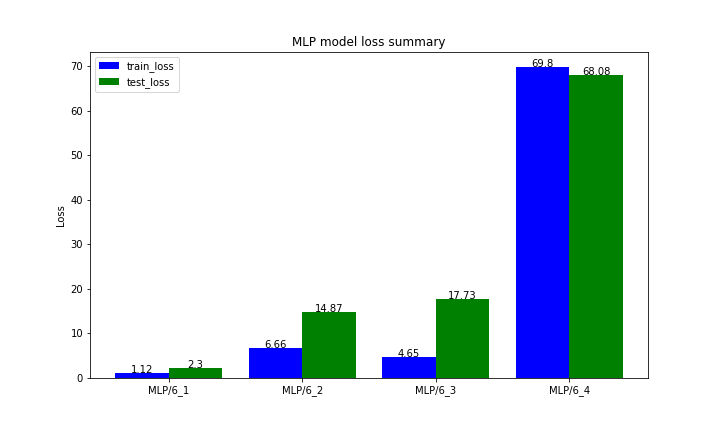 MLP model loss summary
train_loss
test_loss
Loss
70
60
50
40
30
20
10
0
1.12
2.3
6.66
14.87
4.65
17.73
69.8
68.08
MLP/6_1
MLP/6_2
MLP/6_3
MLP/6_4